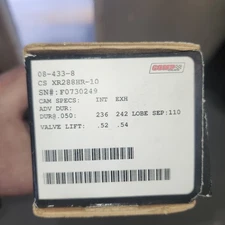 COMP
08-433-8
CS XR288HR-10
SN#:F0730249
CAM SPECS: INT EXH
ADV DUR:
DUR@.050: 236 242 LOBE SEP:110
VALVE LIFT: .52 .54